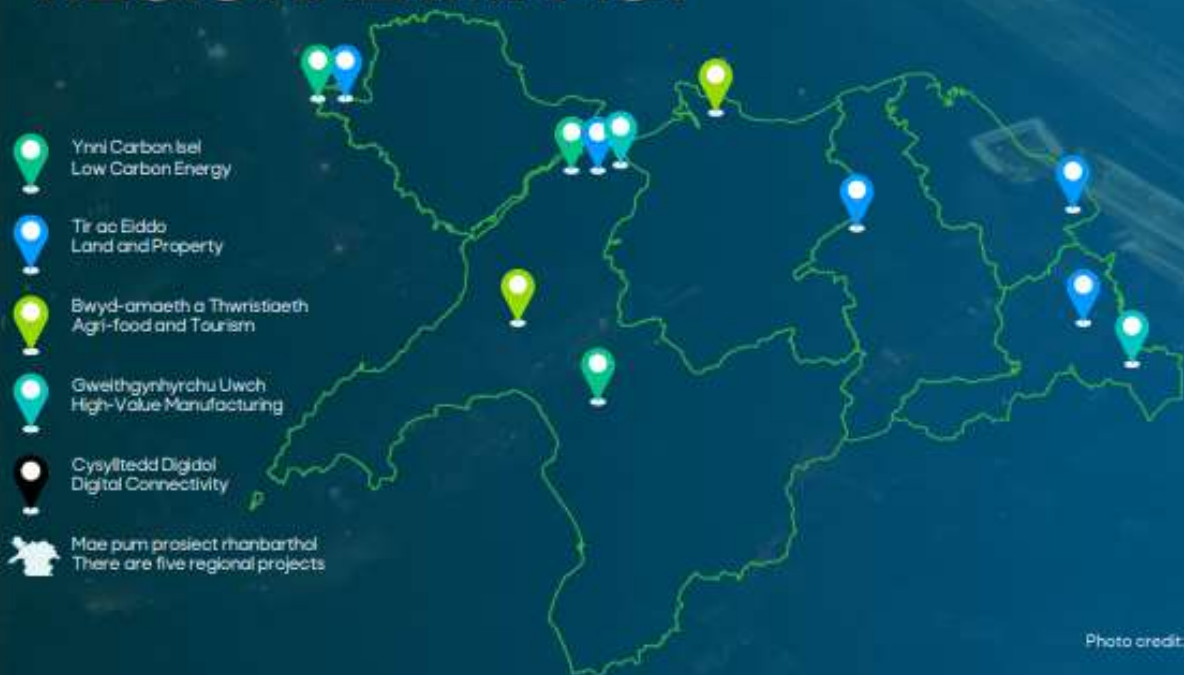 Ynni Carbon Isel
Low Carbon Energy
Tir ac Eiddo
Land and Property
Bwyd-amaeth a Thwristiaeth
Agri-food and Tourism
Gweithgynhyrchu Uwch
High-Value Manufacturing
Cysylltedd Digidol
Digital Connectivity
Mae pum prosiect rhanbarthol
There are five regional projects
Photo credit: